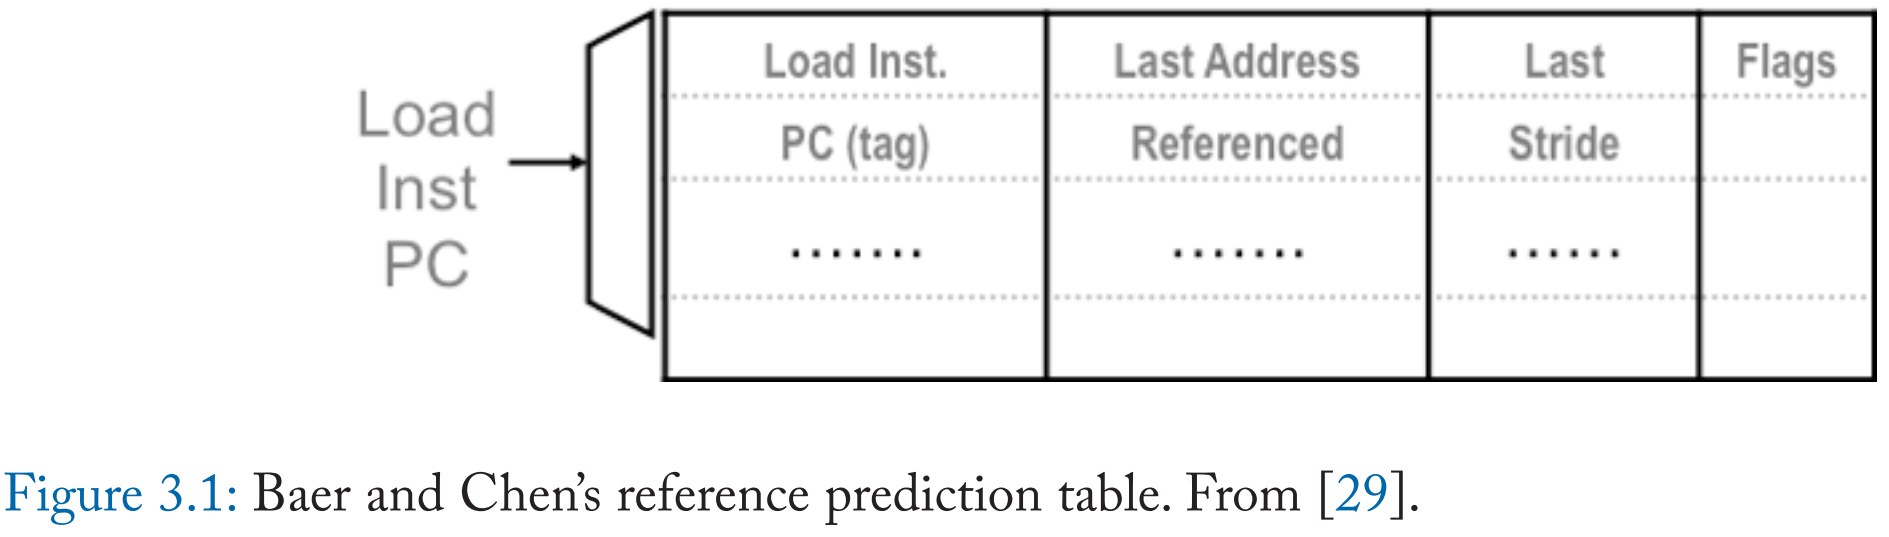 Load
Inst
PC
Load Inst. Last Address Last Flags
PC (tag) Referenced Stride
....... ....... ......
Figure 3.1: Baer and Chen’s reference prediction table. From [29].